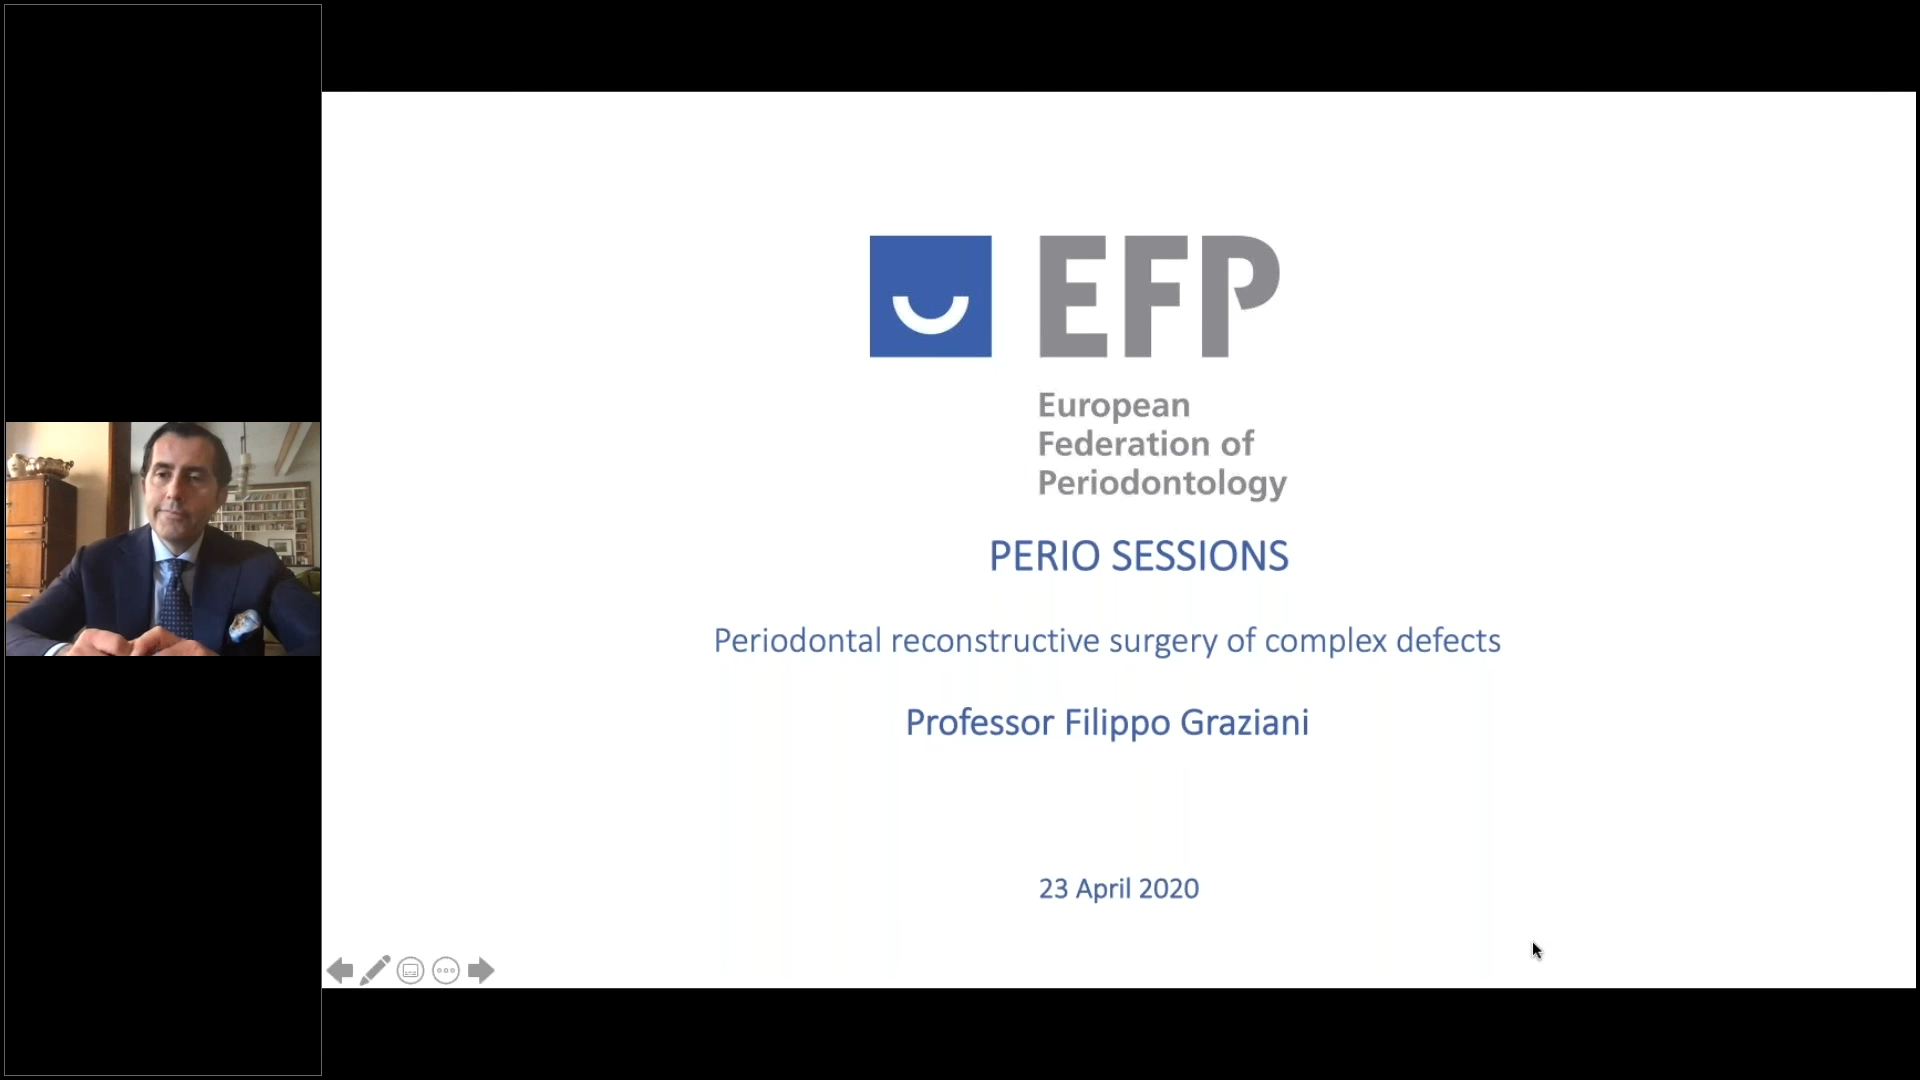 EFP
European
Federation of
Periodontology
PERIO SESSIONS
Periodontal reconstructive surgery of complex defects
Professor Filippo Graziani
23 April 2020